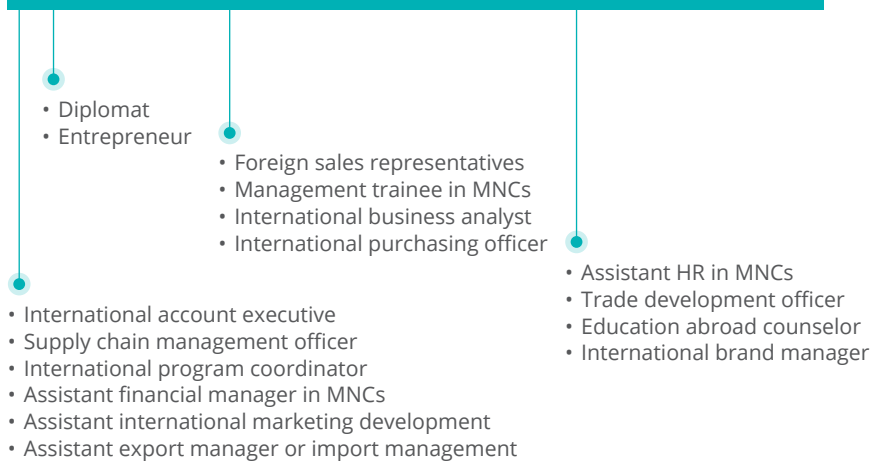 • Diplomat
• Entrepreneur
• Foreign sales representatives
• Management trainee in MNCs
• International business analyst
• International purchasing officer
• Assistant HR in MNCs
• Trade development officer
• Education abroad counselor
• International brand manager
• International account executive
• Supply chain management officer
• International program coordinator
• Assistant financial manager in MNCs
• Assistant international marketing development
• Assistant export manager or import management